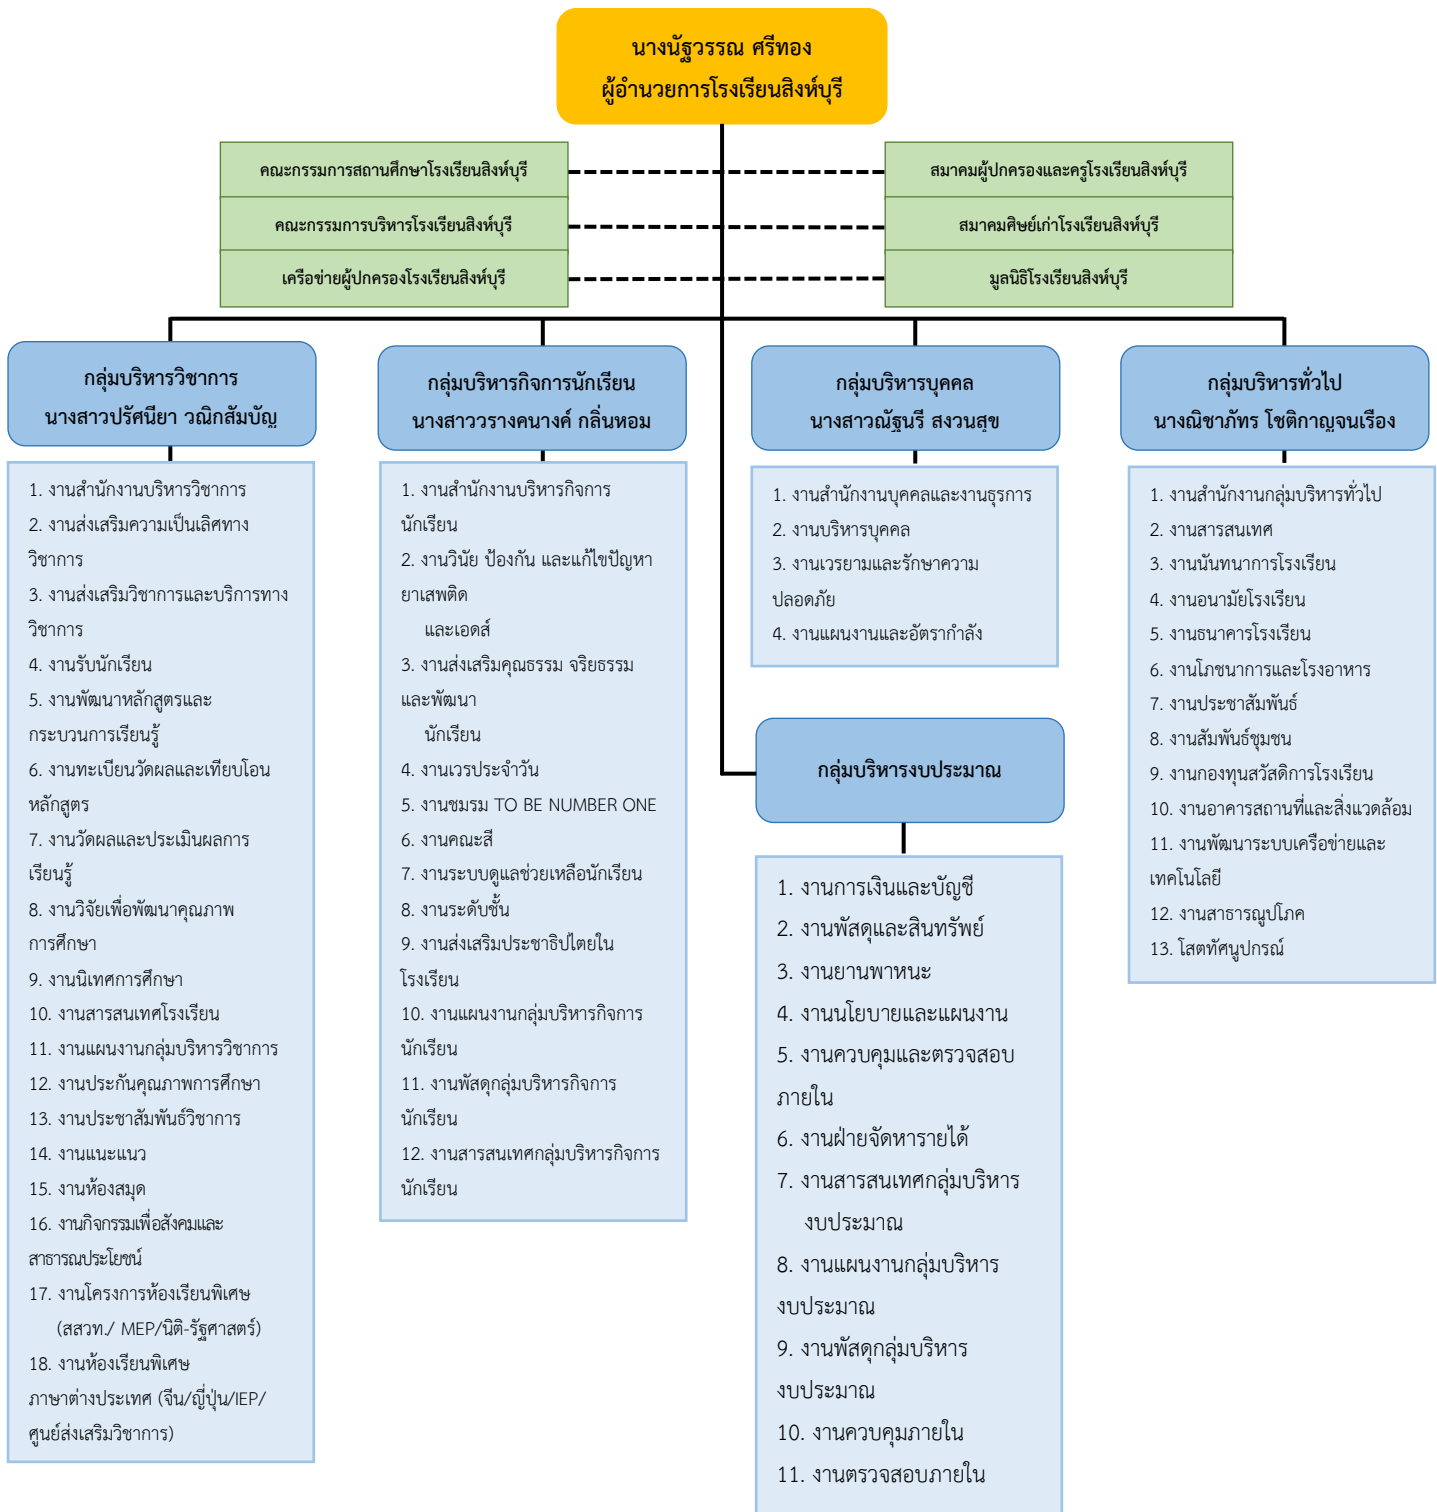 นางนัฐวรรณ ศรีทอง
ผู้อำนวยการโรงเรียนสิงห์บุรี
คณะกรรมการสถานศึกษาโรงเรียนสิงห์บุรี
สมาคมผู้ปกครองและครูโรงเรียนสิงห์บุรี
คณะกรรมการบริหารโรงเรียนสิงห์บุรี
สมาคมศิษย์เก่าโรงเรียนสิงห์บุรี
เครือข่ายผู้ปกครองโรงเรียนสิงห์บุรี
มูลนิธิโรงเรียนสิงห์บุรี
กลุ่มบริหารวิชาการ
นางสาวปรัศนียา วณิกสัมบัญ
1. งานสำนักงานบริหารวิชาการ
2. งานส่งเสริมความเป็นเลิศทาง
วิชาการ
3. งานส่งเสริมวิชาการและบริการทาง
วิชาการ
4. งานรับนักเรียน
5. งานพัฒนาหลักสูตรและ
กระบวนการเรียนรู้
6. งานทะเบียนวัดผลและเทียบโอน
หลักสูตร
7. งานวัดผลและประเมินผลการ
เรียนรู้
8. งานวิจัยเพื่อพัฒนาคุณภาพ
การศึกษา
9. งานนิเทศการศึกษา
10. งานสารสนเทศโรงเรียน
11. งานแผนงานกลุ่มบริหารวิชาการ
12. งานประกันคุณภาพการศึกษา
13. งานประชาสัมพันธ์วิชาการ
14. งานแนะแนว
15. งานห้องสมุด
16. งานกิจกรรมเพื่อสังคมและ
สาธารณประโยชน์
17. งานโครงการห้องเรียนพิเศษ
(สสวท./ MEP/นิติ-รัฐศาสตร์)
18. งานห้องเรียนพิเศษ
ภาษาต่างประเทศ (จีน/ญี่ปุ่น/IEP/
ศูนย์ส่งเสริมวิชาการ)
กลุ่มบริหารกิจการนักเรียน
นางสาววรางคนางค์ กลิ่นหอม
1. งานสำนักงานบริหารกิจการ
นักเรียน
2. งานวินัย ป้องกัน และแก้ไขปัญหา
ยาเสพติด
และเอดส์
3. งานส่งเสริมคุณธรรม จริยธรรม
และพัฒนา
นักเรียน
4. งานเวรประจำวัน
5. งานชมรม TO BE NUMBER ONE
6. งานคณะสี
7. งานระบบดูแลช่วยเหลือนักเรียน
8. งานระดับชั้น
9. งานส่งเสริมประชาธิปไตยใน
โรงเรียน
10. งานแผนงานกลุ่มบริหารกิจการ
นักเรียน
11. งานพัสดุกลุ่มบริหารกิจการ
นักเรียน
12. งานสารสนเทศกลุ่มบริหารกิจการ
นักเรียน
กลุ่มบริหารบุคคล
นางสาวณัฐนรี สงวนสุข
1. งานสำนักงานบุคคลและงานธุรการ
2. งานบริหารบุคคล
3. งานเวรยามและรักษาความ
ปลอดภัย
4. งานแผนงานและอัตรากำลัง
กลุ่มบริหารงบประมาณ
1. งานการเงินและบัญชี
2. งานพัสดุและสินทรัพย์
3. งานยานพาหนะ
4. งานนโยบายและแผนงาน
5. งานควบคุมและตรวจสอบ
ภายใน
6. งานฝ่ายจัดหารายได้
7. งานสารสนเทศกลุ่มบริหาร
งบประมาณ
8. งานแผนงานกลุ่มบริหาร
งบประมาณ
9. งานพัสดุกลุ่มบริหาร
งบประมาณ
10. งานควบคุมภายใน
11. งานตรวจสอบภายใน
กลุ่มบริหารทั่วไป
นางณิชาภัทร โชติกาญจนเรือง
1. งานสำนักงานกลุ่มบริหารทั่วไป
2. งานสารสนเทศ
3. งานนันทนาการโรงเรียน
4. งานอนามัยโรงเรียน
5. งานธนาคารโรงเรียน
6. งานโภชนาการและโรงอาหาร
7. งานประชาสัมพันธ์
8. งานสัมพันธ์ชุมชน
9. งานกองทุนสวัสดิการโรงเรียน
10. งานอาคารสถานที่และสิ่งแวดล้อม
11. งานพัฒนาระบบเครือข่ายและ
เทคโนโลยี
12. งานสาธารณูปโภค
13. โสตทัศนูปกรณ์